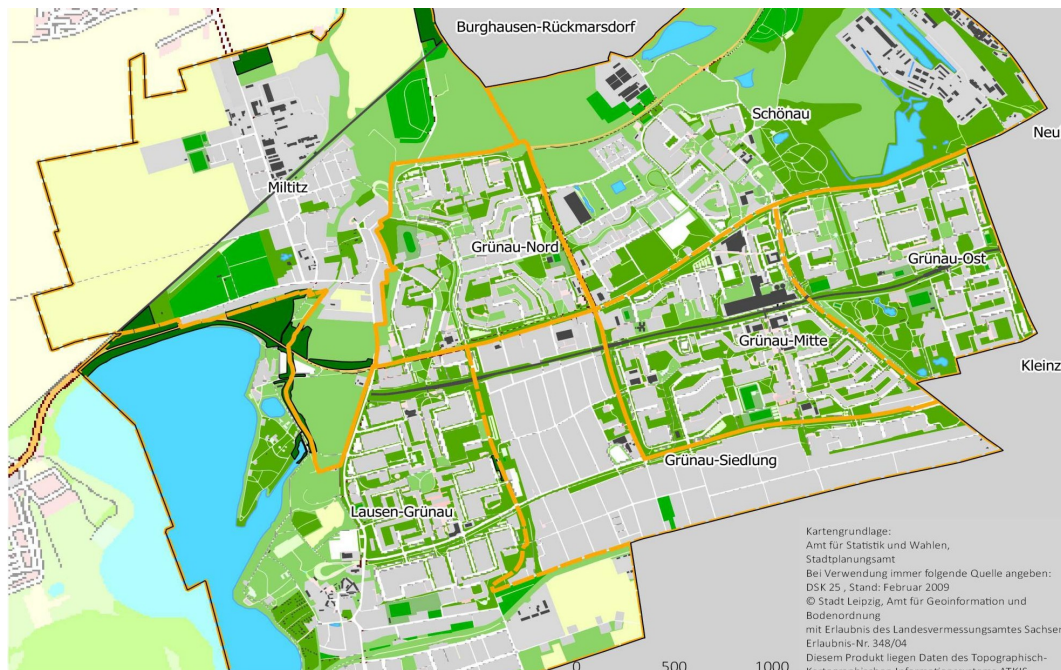 Burghausen-Rückmarsdorf
Schönau
Neu
Miltitz
Grünau-Nord
Grünau-Ost
Grünau-Mitte
Kleinz
Grünau-Siedlung
Lausen-Grünau
Kartengrundlage:
Amt für Statistik und Wahlen,
Stadtplanungsamt
Bei Verwendung immer folgende Quelle angeben:
DSK 25 , Stand: Februar 2009
© Stadt Leipzig, Amt für Geoinformation und
Bodenordnung
mit Erlaubnis des Landesvermessungsamtes Sachsen
Erlaubnis-Nr. 348/04
Diesem Produkt liegen Daten des Topographisch-
0 500 1000